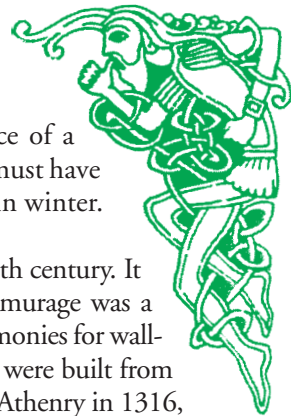 ce of a
must have
in winter.
th century. It
murage was a
monies for wall-
were built from
Athenry in 1316,